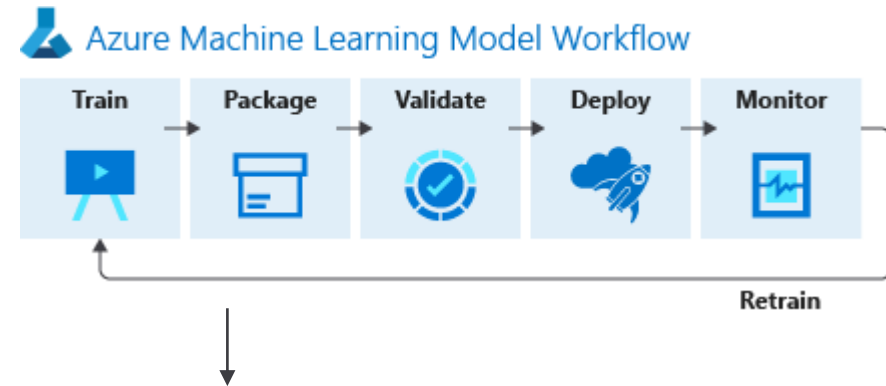 Azure Machine Learning Model Workflow
Train
Package
Validate
Deploy
Monitor
Retrain